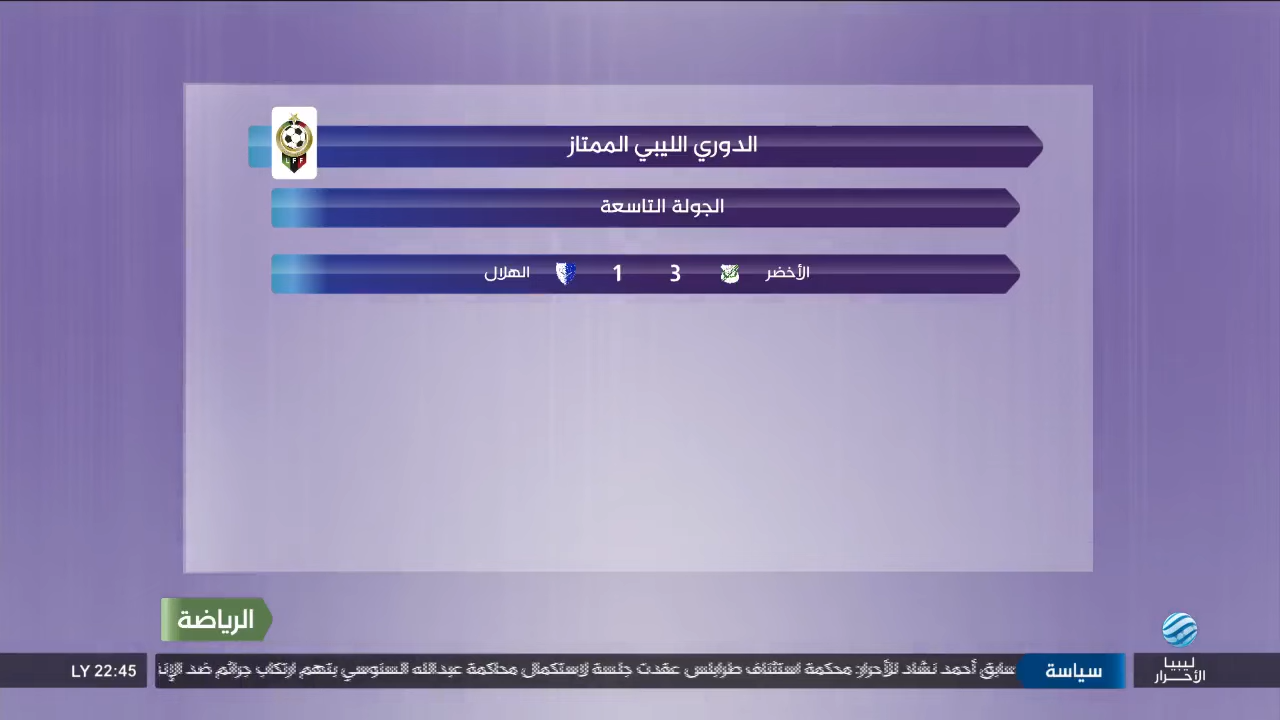 الدوري الليبي الممتاز
LFF
الجولة التاسعة
الأخضر 3 1 الهلال
الرياضة
ليبيا
الأحرار
سياسة
سابق أحمد نشاد للأحرار: محكمة استئناف طرابلس عقدت جلسة لاستكمال محاكمة عبدالله السنوسي بتهم ارتكاب جرائم ضد
LY 22:45